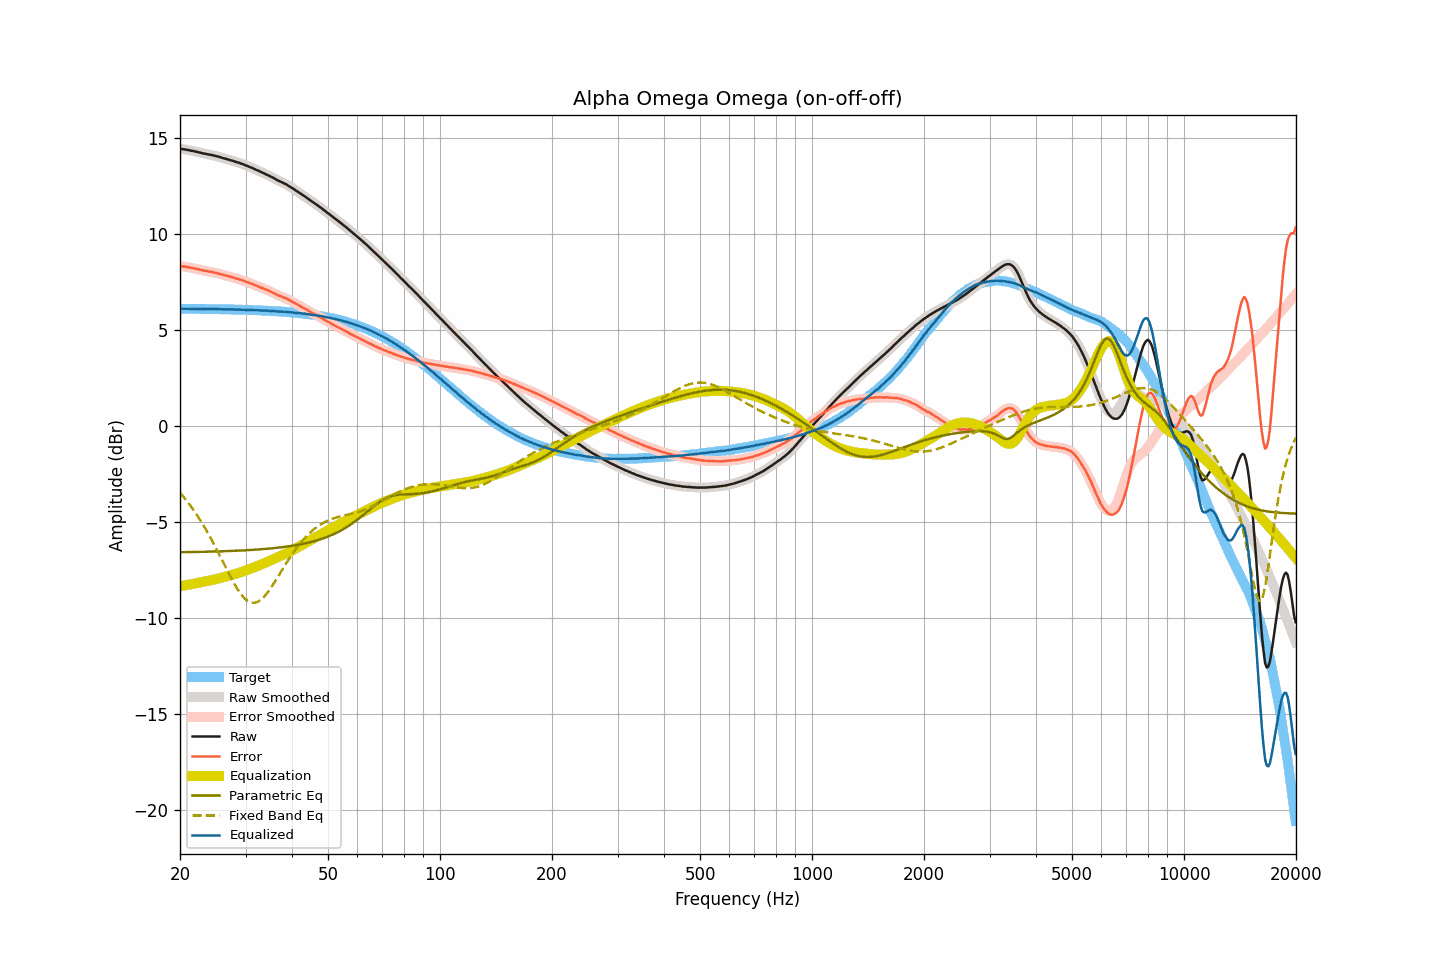 Alpha Omega Omega (on-off-off)
Amplitude (dBr)
15
10
5
0
−5
−10
−15
−20
Target
Raw Smoothed
Error Smoothed
Raw
Error
Equalization
Parametric Eq
Fixed Band Eq
Equalized
20
50
100
200
500
1000
2000
5000
10000
20000
Frequency (Hz)